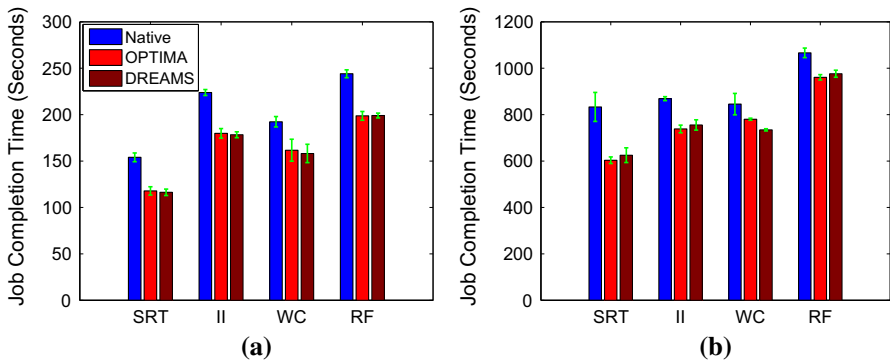 Job Completion Time (Seconds)
300
250
200
150
100
50
0
Native
OPTIMA
DREAMS
SRT II WC RF
(a)
Job Completion Time (Seconds)
1200
1000
800
600
400
200
0
SRT II WC RF
(b)